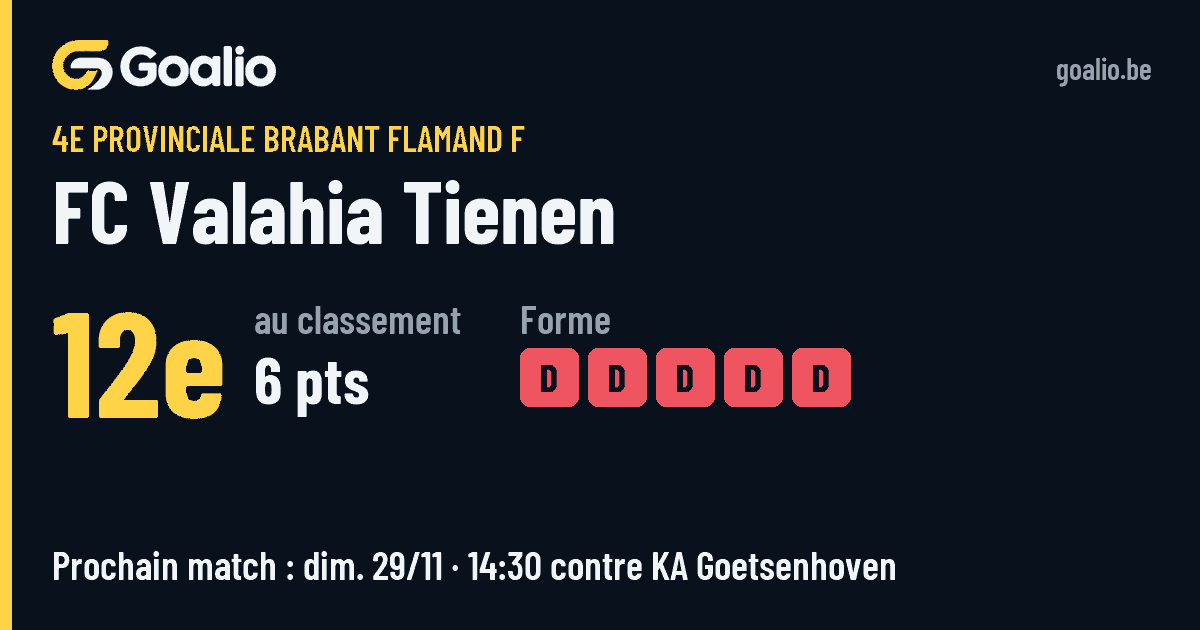 Goalio
goalio.be
4E PROVINCIALE BRABANT FLAMAND F
FC Valahia Tienen
12e
au classement
6 pts
Forme
D D D D D
Prochain match : dim. 29/11 · 14:30 contre KA Goetsenhoven